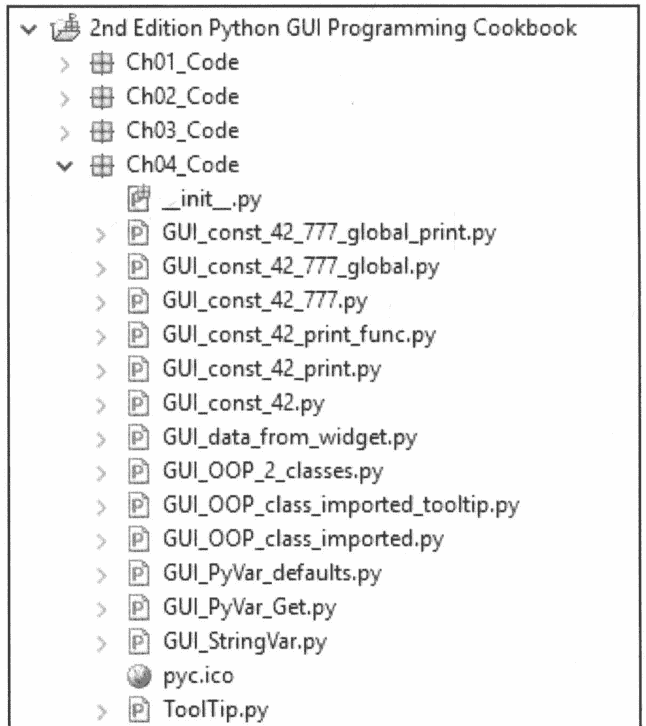 2nd Edition Python GUI Programming Cookbook
Ch01_Code
Ch02_Code
Ch03_Code
Ch04_Code
__init__.py
GUI_const_42_777_global_print.py
GUI_const_42_777_global.py
GUI_const_42_777.py
GUI_const_42_print_func.py
GUI_const_42_print.py
GUI_const_42.py
GUI_data_from_widget.py
GUI_OOP_2_classes.py
GUI_OOP_class_imported_tooltip.py
GUI_OOP_class_imported.py
GUI_PyVar_defaults.py
GUI_PyVar_Get.py
GUI_StringVar.py
pyc.ico
ToolTip.py